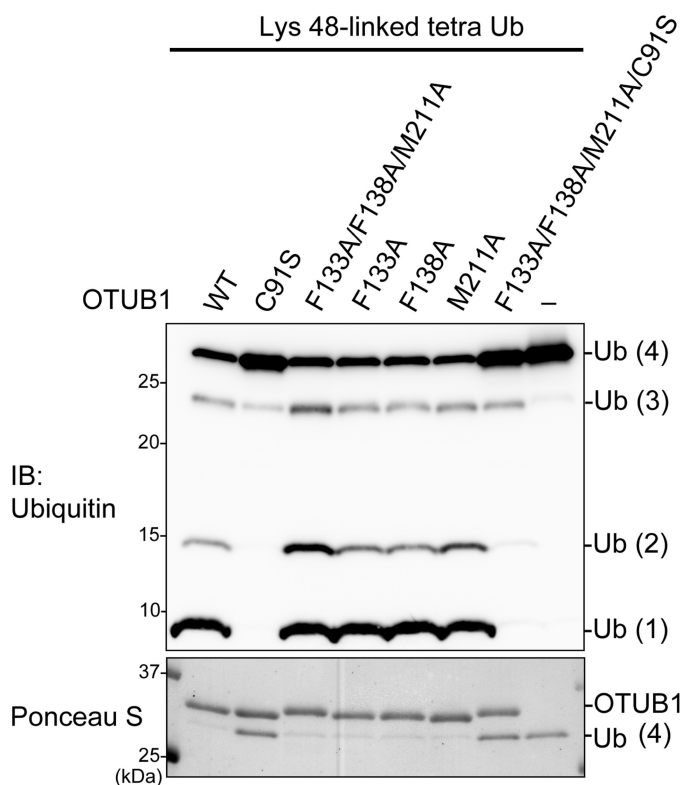 Lys 48-linked tetra Ub
OTUB1
WT
C91S
F133A/F138A/M211A
F133A
F138A
M211A
F133A/F138A/M211A/C91S
–
IB:
Ubiquitin
25
20
15
10
Ub (4)
Ub (3)
Ub (2)
Ub (1)
Ponceau S
37
25
(kDa)
OTUB1
Ub (4)